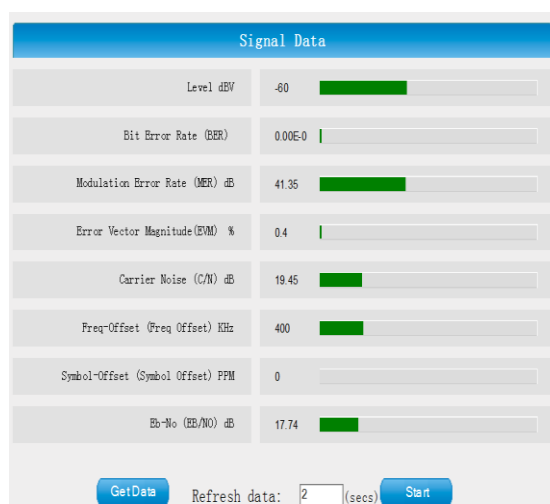 Signal Data
Level dBV -60
Bit Error Rate (BER) 0.00E-0
Modulation Error Rate (MER) dB 41.35
Error Vector Magnitude(EVM) % 0.4
Carrier Noise (C/N) dB 19.45
Freq-Offset (Freq Offset) KHz 400
Symbol-Offset (Symbol Offset) PPM 0
Eb-No (EB/NO) dB 17.74
Get Data Refresh data: 2 (secs) Start